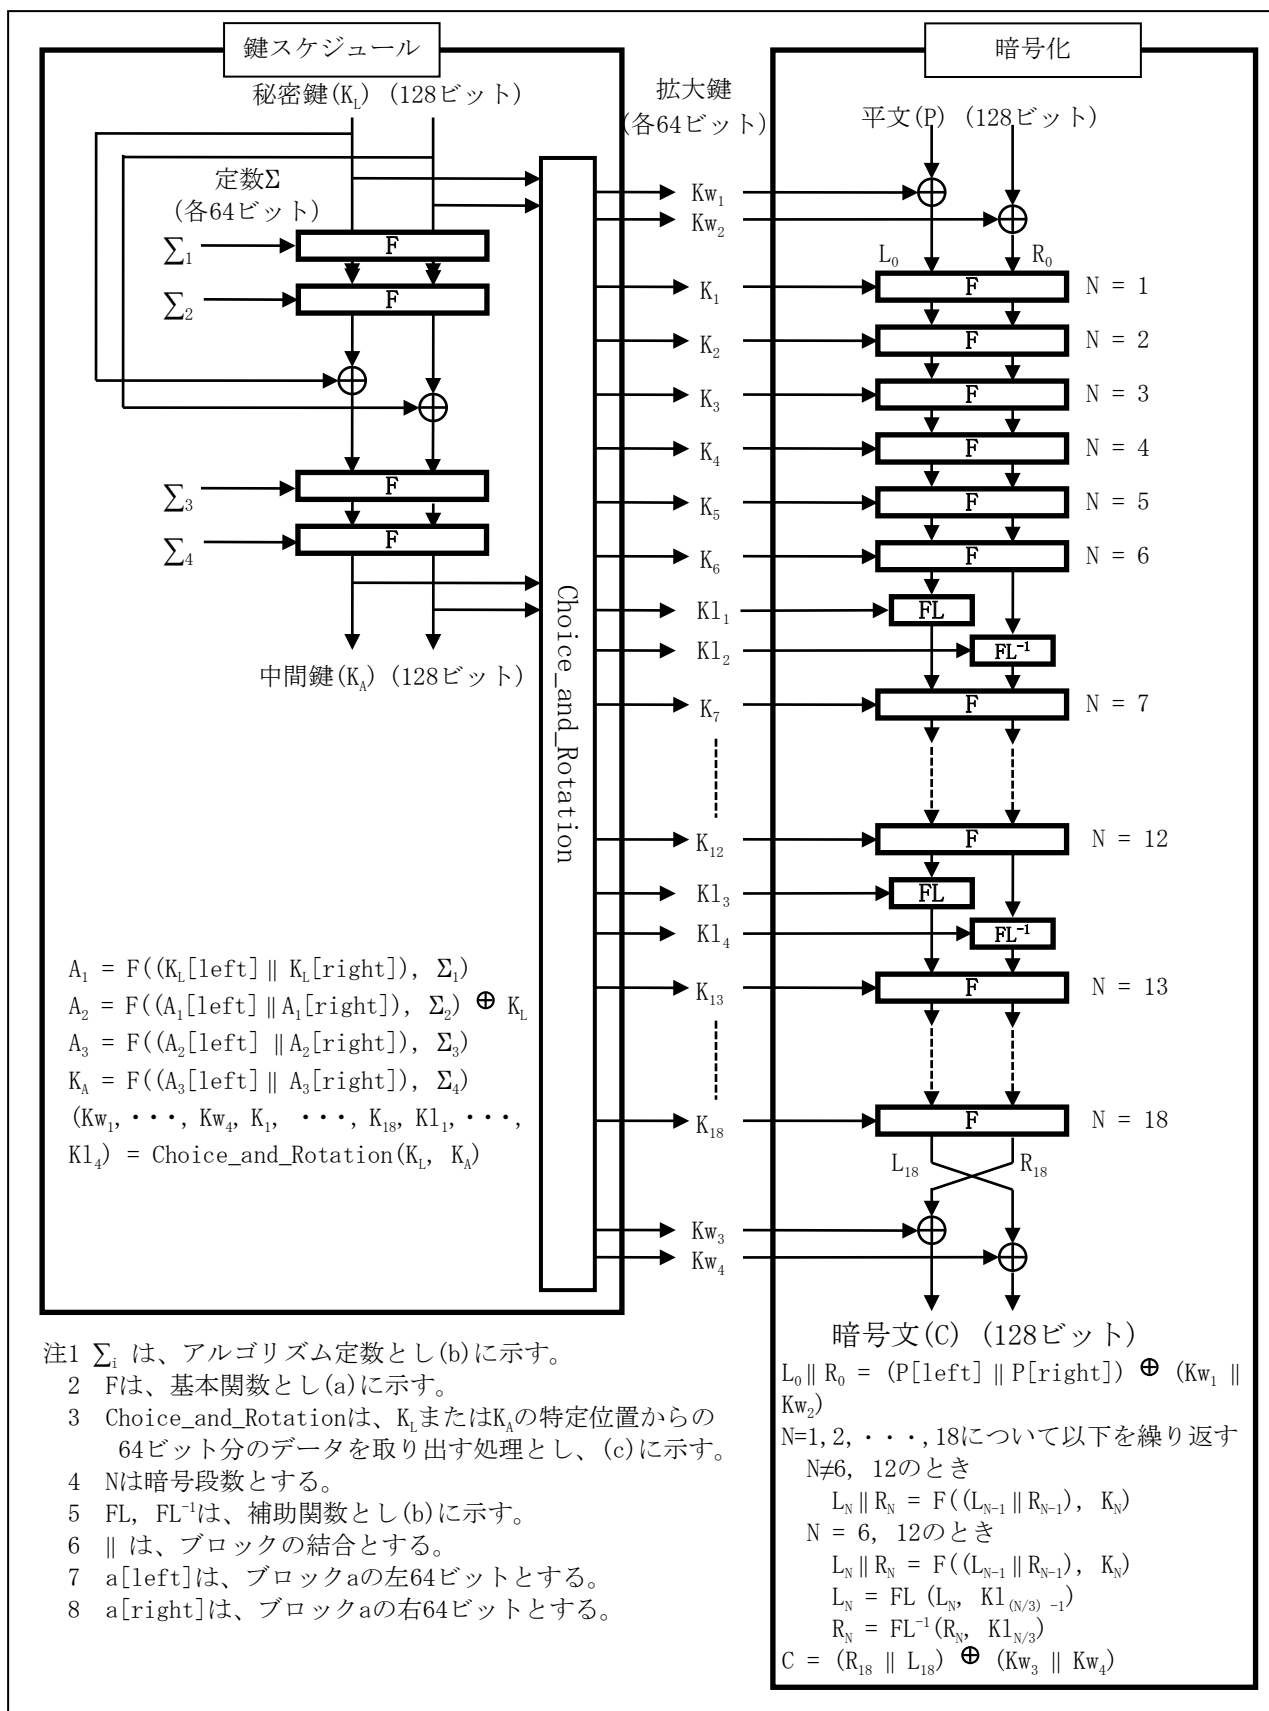 鍵スケジュール
秘密鍵(K_L) (128ビット)
定数Σ
(各64ビット)
∑₁
F
∑₂
F
∑₃
F
∑₄
F
中間鍵(K_A) (128ビット)
Choice_and_Rotation
A₁ = F((K_L[left] ‖ K_L[right]), Σ₁)
A₂ = F((A₁[left] ‖A₁[right]), Σ₂) ⊕ K_L
A₃ = F((A₂[left] ‖A₂[right]), Σ₃)
K_A = F((A₃[left] ‖ A₃[right]), Σ₄)
(Kw₁,・・・, Kw₄, K₁, ・・・, K₁₈, Kl₁,・・・,
Kl₄) = Choice_and_Rotation(K_L, K_A)
拡大鍵
(各64ビット)
Kw₁
Kw₂
K₁
K₂
K₃
K₄
K₅
K₆
Kl₁
Kl₂
K₇
K₁₂
Kl₃
Kl₄
K₁₃
K₁₈
Kw₃
Kw₄
暗号化
平文(P) (128ビット)
L₀
R₀
F
N = 1
F
N = 2
F
N = 3
F
N = 4
F
N = 5
F
N = 6
FL
FL⁻¹
F
N = 7
F
N = 12
FL
FL⁻¹
F
N = 13
F
N = 18
L₁₈
R₁₈
暗号文(C) (128ビット)
L₀‖R₀ = (P[left] ‖P[right]) ⊕ (Kw₁ ‖
Kw₂)
N=1,2,・・・,18について以下を繰り返す
N≠6, 12のとき
L_N‖R_N = F((L_{N-1}‖R_{N-1}), K_N)
N = 6, 12のとき
L_N‖R_N = F((L_{N-1}‖R_{N-1}), K_N)
L_N = FL (L_N, Kl_{(N/3) -1})
R_N = FL⁻¹(R_N, Kl_{N/3})
C = (R₁₈ ‖ L₁₈) ⊕ (Kw₃ ‖ Kw₄)
注1 ∑ᵢ は、アルゴリズム定数とし(b)に示す。
2 Fは、基本関数とし(a)に示す。
3 Choice_and_Rotationは、K_LまたはK_Aの特定位置からの
64ビット分のデータを取り出す処理とし、(c)に示す。
4 Nは暗号段数とする。
5 FL, FL⁻¹は、補助関数とし(b)に示す。
6 ‖ は、ブロックの結合とする。
7 a[left]は、ブロックaの左64ビットとする。
8 a[right]は、ブロックaの右64ビットとする。